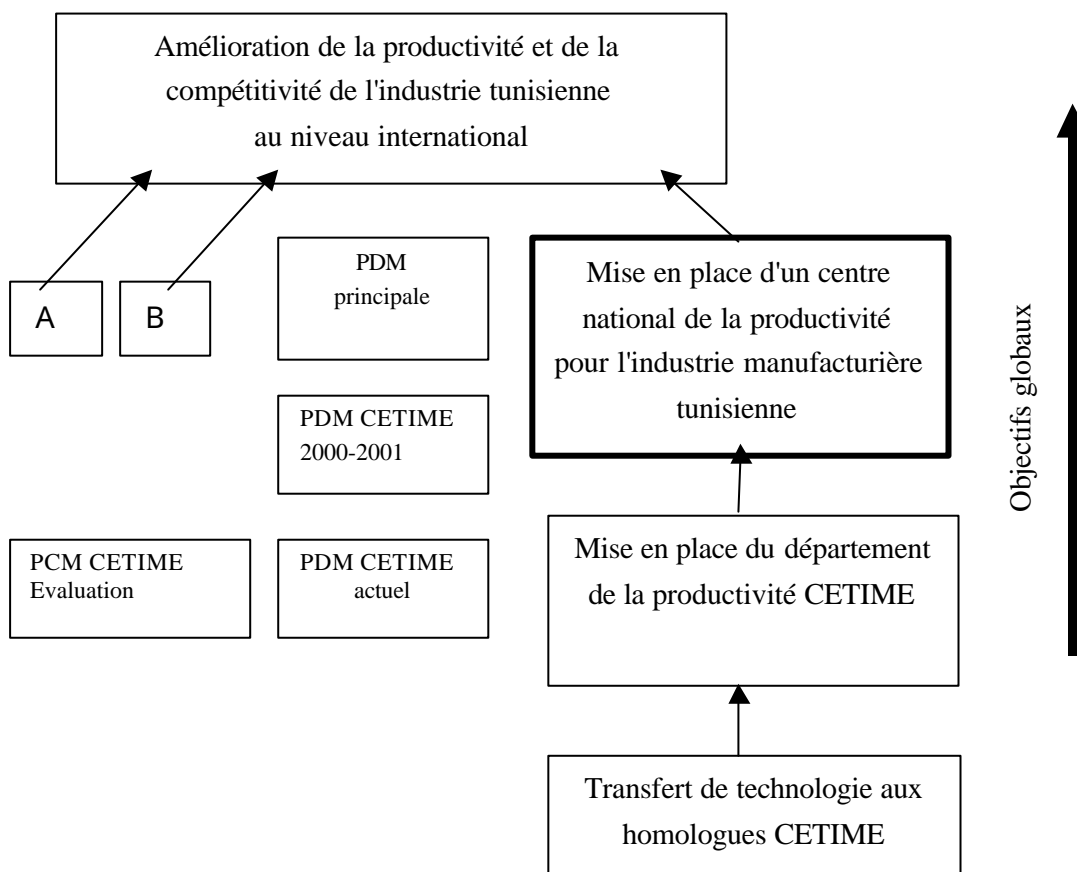 Amélioration de la productivité et de la
compétitivité de l'industrie tunisienne
au niveau international
A
B
PDM
principale
Mise en place d'un centre
national de la productivité
pour l'industrie manufacturière
tunisienne
PDM CETIME
2000-2001
PCM CETIME
Evaluation
PDM CETIME
actuel
Mise en place du département
de la productivité CETIME
Transfert de technologie aux
homologues CETIME
Objectifs globaux